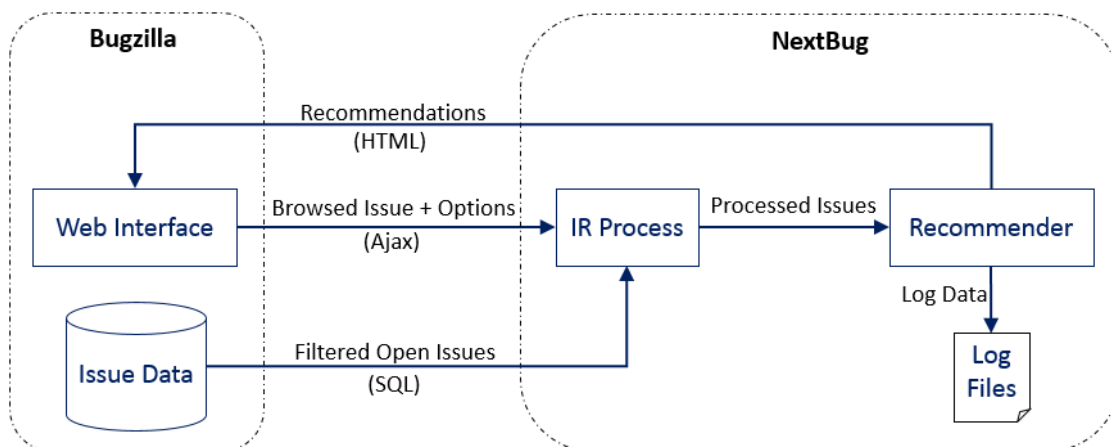 Bugzilla
NextBug
Recommendations
(HTML)
Web Interface
Browsed Issue + Options
(Ajax)
IR Process
Processed Issues
Recommender
Log Data
Issue Data
Filtered Open Issues
(SQL)
Log
Files